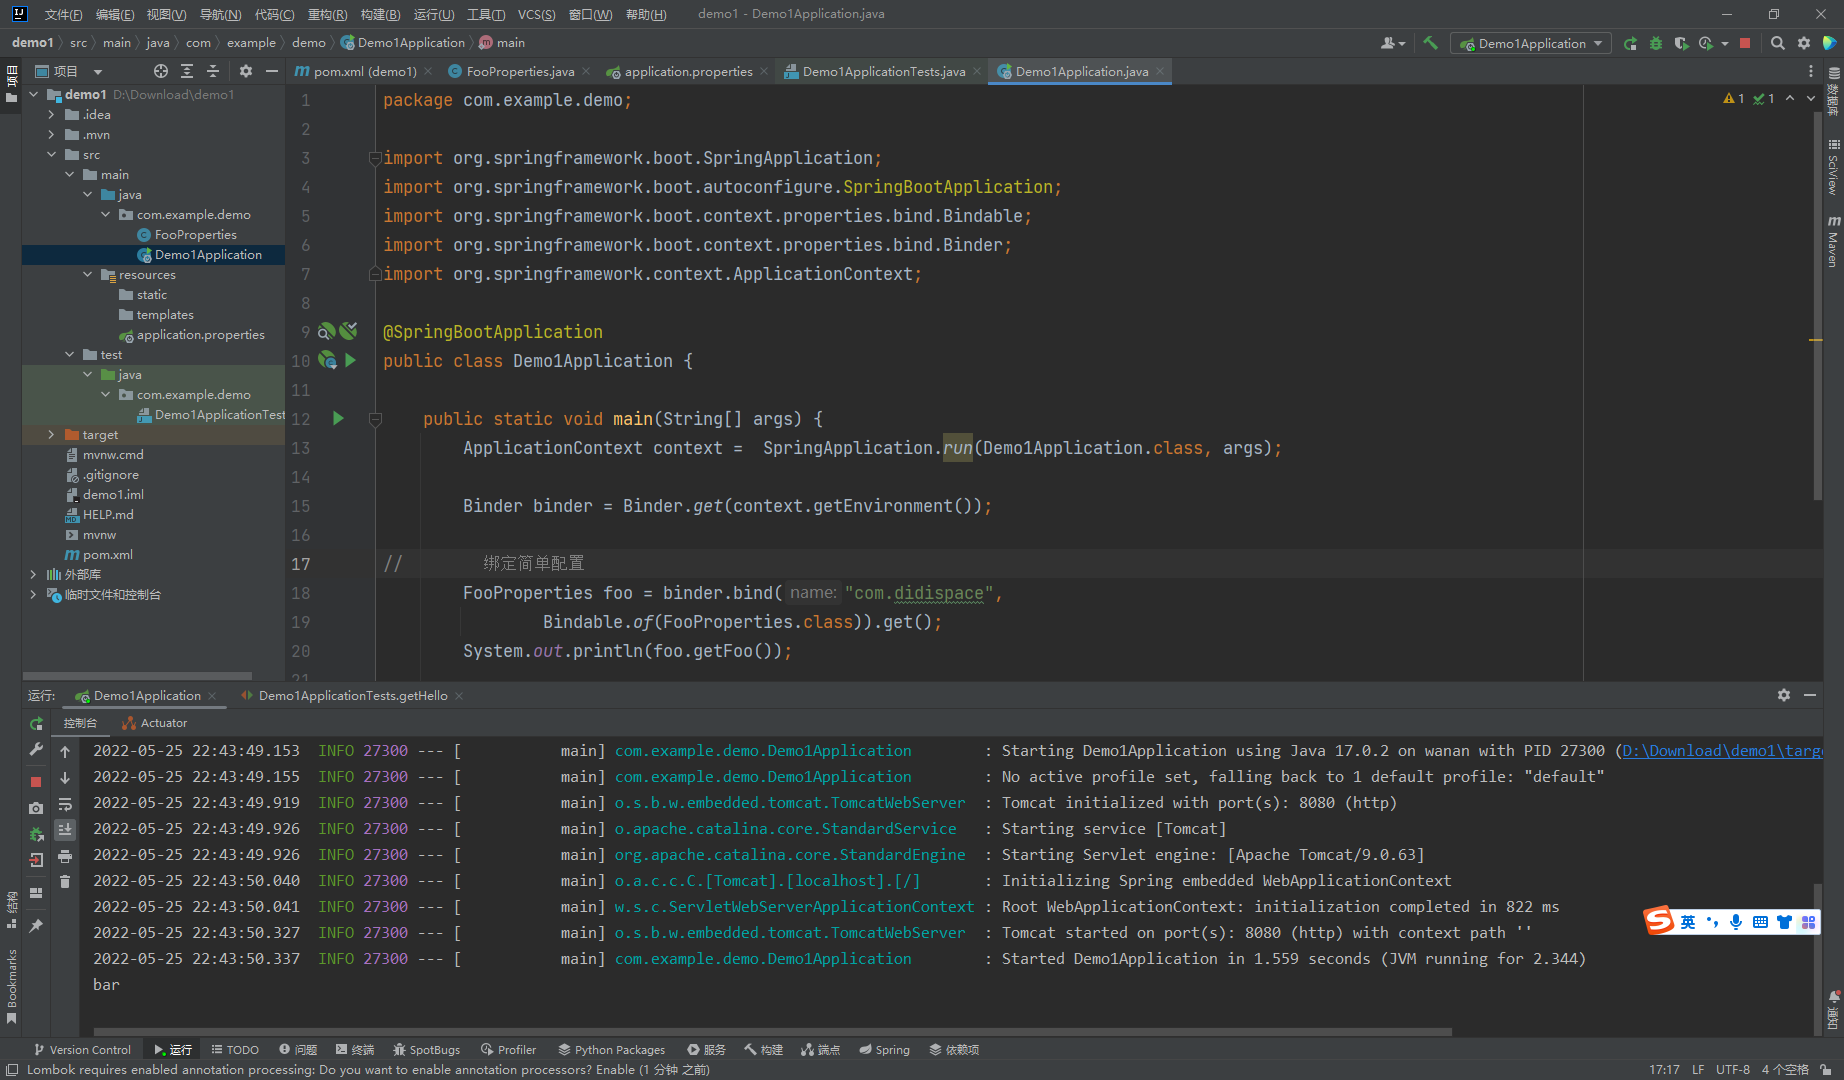 文件(F) 编辑(E) 视图(V) 导航(N) 代码(C) 重构(R) 构建(B) 运行(U) 工具(T) VCS(S) 窗口(W) 帮助(H) demo1 - Demo1Application.java
demo1 src main java com example demo Demo1Application main
Demo1Application
项目
pom.xml (demo1) FooProperties.java application.properties Demo1ApplicationTests.java Demo1Application.java
项目
demo1 D:\Download\demo1
.idea
.mvn
src
main
java
com.example.demo
FooProperties
Demo1Application
resources
static
templates
application.properties
test
java
com.example.demo
Demo1ApplicationTest
target
mvnw.cmd
.gitignore
demo1.iml
HELP.md
mvnw
pom.xml
外部库
临时文件和控制台
1 package com.example.demo;
2
3 import org.springframework.boot.SpringApplication;
4 import org.springframework.boot.autoconfigure.SpringBootApplication;
5 import org.springframework.boot.context.properties.bind.Bindable;
6 import org.springframework.boot.context.properties.bind.Binder;
7 import org.springframework.context.ApplicationContext;
8
9 @SpringBootApplication
10 public class Demo1Application {
11
12 public static void main(String[] args) {
13 ApplicationContext context = SpringApplication.run(Demo1Application.class, args);
14
15 Binder binder = Binder.get(context.getEnvironment());
16
17 // 绑定简单配置
18 FooProperties foo = binder.bind( name: "com.didispace",
19 Bindable.of(FooProperties.class)).get();
20 System.out.println(foo.getFoo());
21
1 1
数据库
SciView
Maven
通知
运行: Demo1Application Demo1ApplicationTests.getHello
控制台 Actuator
2022-05-25 22:43:49.153 INFO 27300 --- [ main] com.example.demo.Demo1Application : Starting Demo1Application using Java 17.0.2 on wanan with PID 27300 (D:\Download\demo1\targe
2022-05-25 22:43:49.155 INFO 27300 --- [ main] com.example.demo.Demo1Application : No active profile set, falling back to 1 default profile: "default"
2022-05-25 22:43:49.919 INFO 27300 --- [ main] o.s.b.w.embedded.tomcat.TomcatWebServer : Tomcat initialized with port(s): 8080 (http)
2022-05-25 22:43:49.926 INFO 27300 --- [ main] o.apache.catalina.core.StandardService : Starting service [Tomcat]
2022-05-25 22:43:49.926 INFO 27300 --- [ main] org.apache.catalina.core.StandardEngine : Starting Servlet engine: [Apache Tomcat/9.0.63]
2022-05-25 22:43:50.040 INFO 27300 --- [ main] o.a.c.c.C.[Tomcat].[localhost].[/] : Initializing Spring embedded WebApplicationContext
2022-05-25 22:43:50.041 INFO 27300 --- [ main] w.s.c.ServletWebServerApplicationContext : Root WebApplicationContext: initialization completed in 822 ms
2022-05-25 22:43:50.327 INFO 27300 --- [ main] o.s.b.w.embedded.tomcat.TomcatWebServer : Tomcat started on port(s): 8080 (http) with context path ''
2022-05-25 22:43:50.337 INFO 27300 --- [ main] com.example.demo.Demo1Application : Started Demo1Application in 1.559 seconds (JVM running for 2.344)
bar
结构
Bookmarks
英
Version Control 运行 TODO 问题 终端 SpotBugs Profiler Python Packages 服务 构建 端点 Spring 依赖项
Lombok requires enabled annotation processing: Do you want to enable annotation processors? Enable (1 分钟 之前) 17:17 LF UTF-8 4 个空格